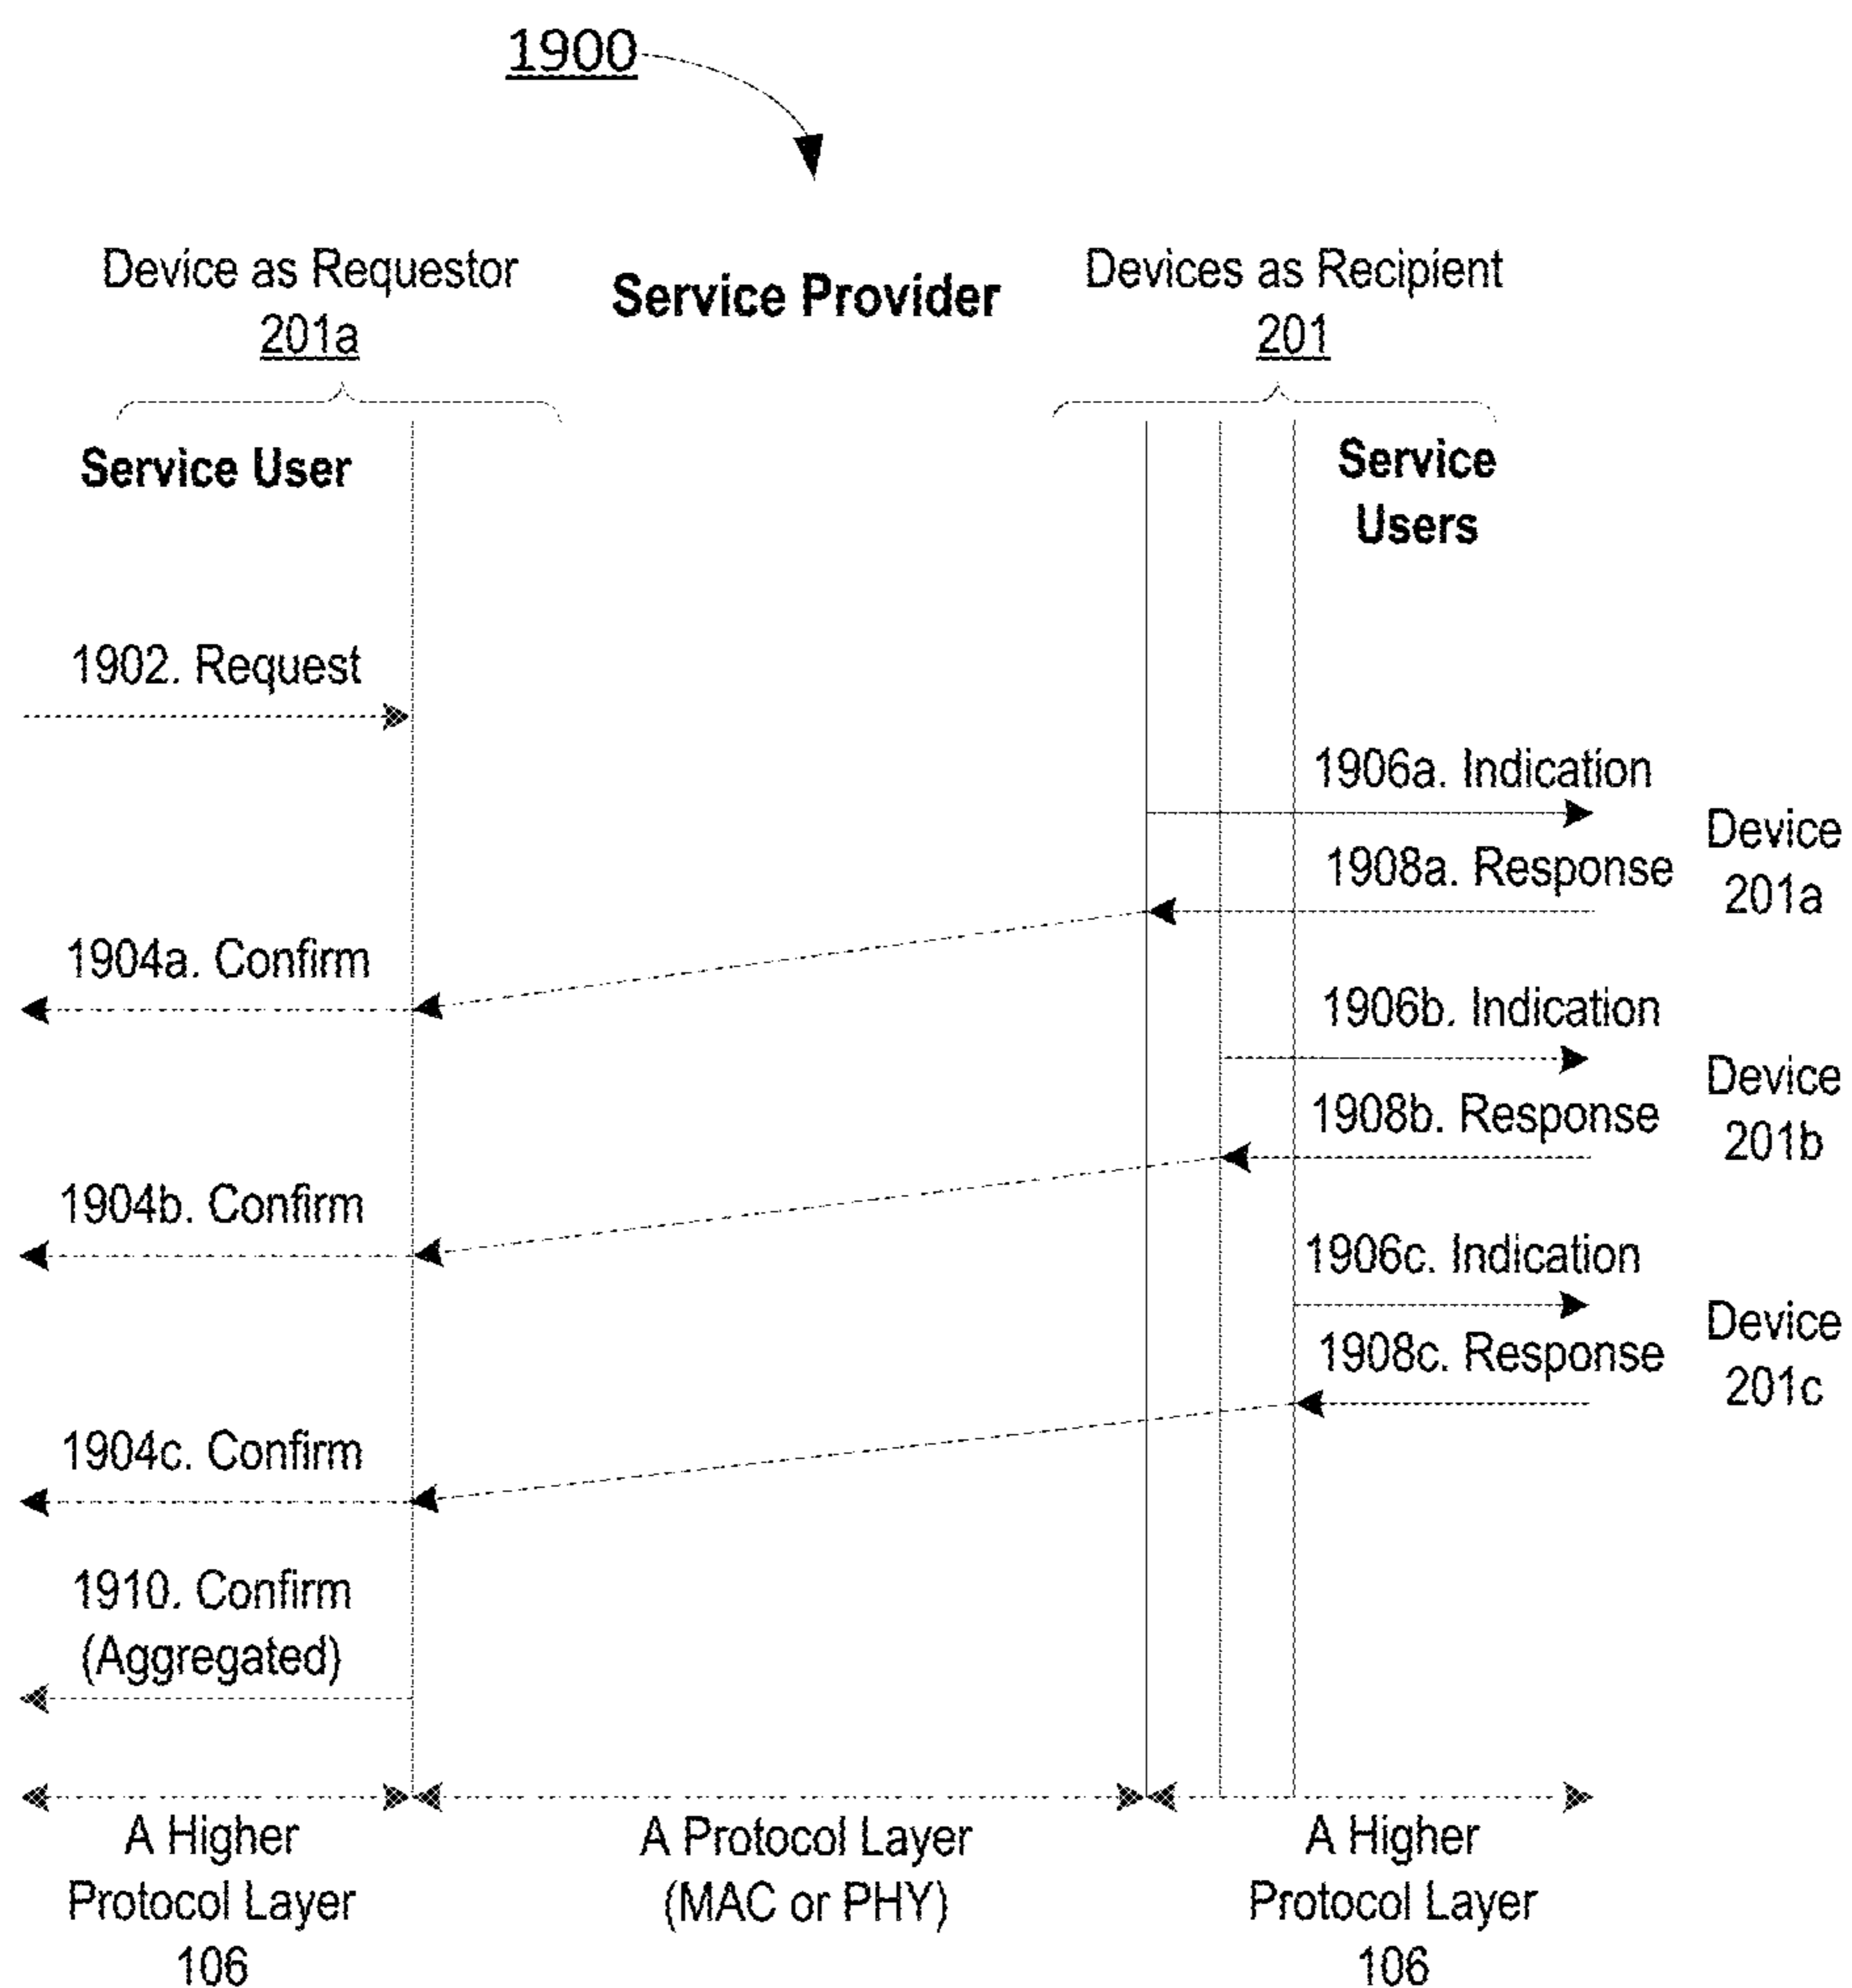 1900
Device as Requestor
201a
Service Provider
Devices as Recipient
201
Service User
Service
Users
1902. Request
1906a. Indication
Device
201a
1908a. Response
1904a. Confirm
1906b. Indication
Device
201b
1908b. Response
1904b. Confirm
1906c. Indication
Device
201c
1908c. Response
1904c. Confirm
1910. Confirm
(Aggregated)
A Higher
Protocol Layer
106
A Protocol Layer
(MAC or PHY)
A Higher
Protocol Layer
106